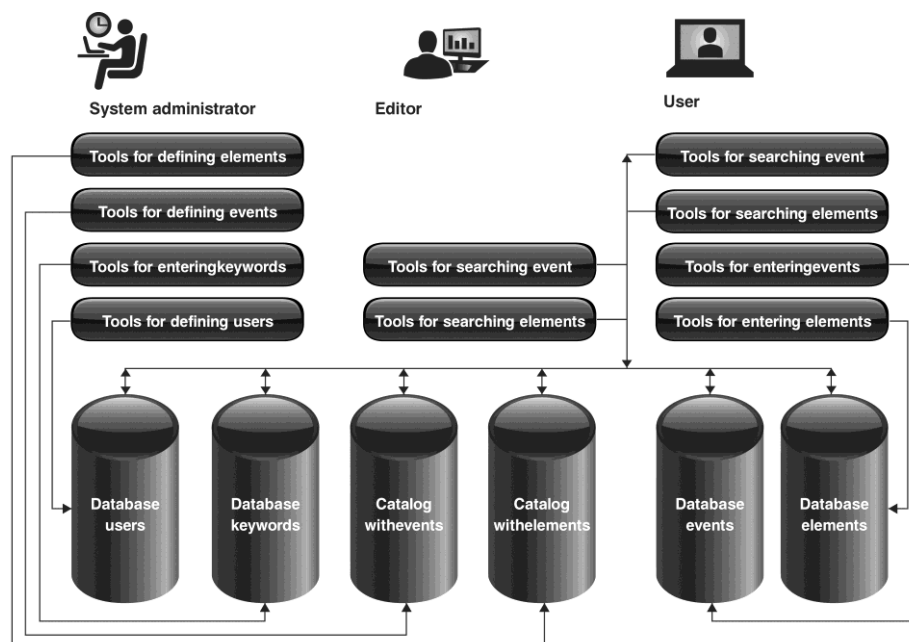 System administrator
Editor
User
Tools for defining elements
Tools for defining events
Tools for enteringkeywords
Tools for defining users
Tools for searching event
Tools for searching elements
Tools for searching event
Tools for searching elements
Tools for enteringevents
Tools for entering elements
Database
users
Database
keywords
Catalog
withevents
Catalog
withelements
Database
events
Database
elements